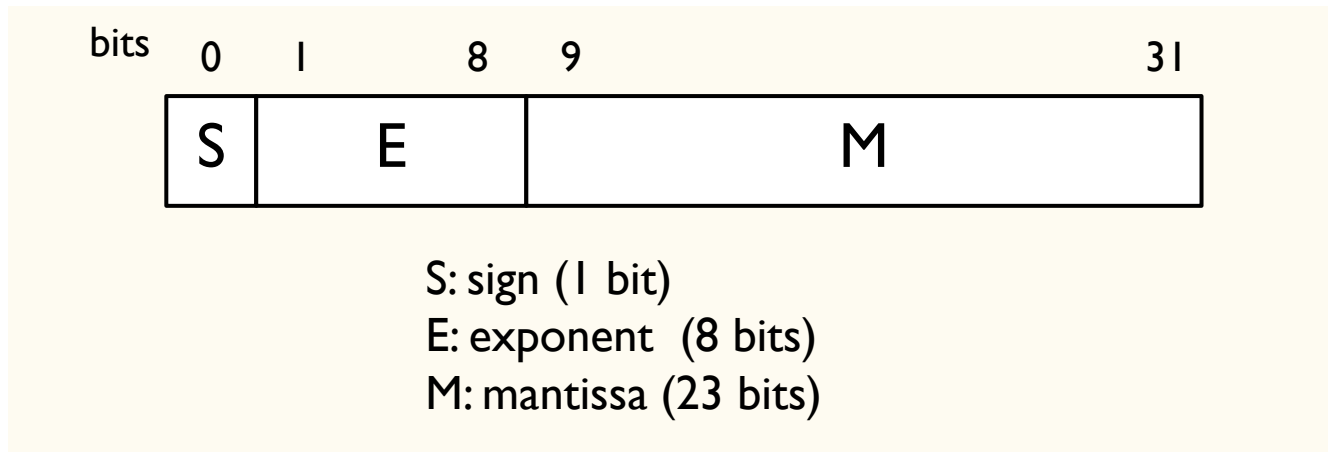 bits 0 1 8 9 31
S E M
S: sign (1 bit)
E: exponent (8 bits)
M: mantissa (23 bits)